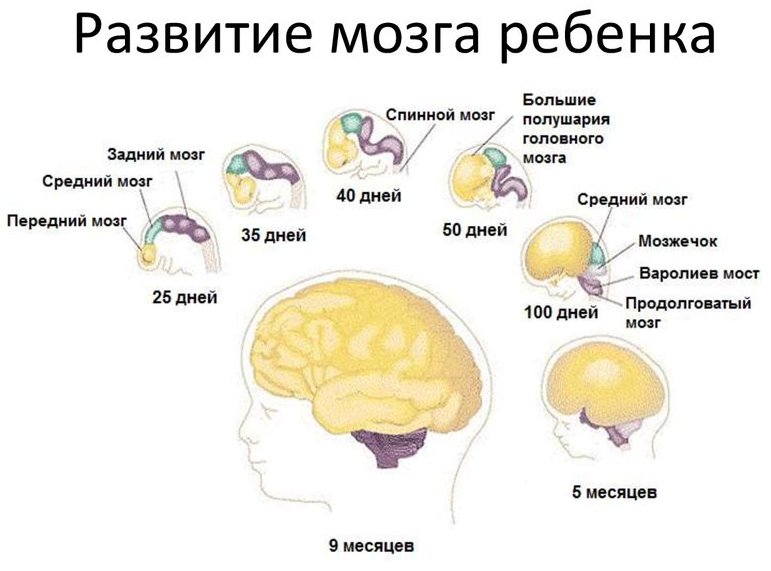 Развитие мозга ребенка
Задний мозг
Средний мозг
Передний мозг
25 дней
35 дней
Спинной мозг
40 дней
Большие
полушария
головного
мозга
50 дней
Средний мозг
Мозжечок
Варолиев мост
Продолговатый
мозг
100 дней
5 месяцев
9 месяцев